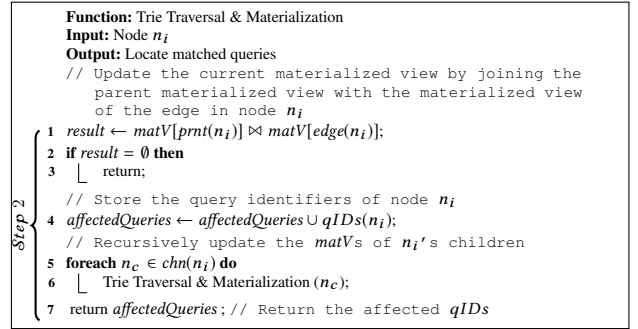 Function: Trie Traversal & Materialization
Input: Node n_i
Output: Locate matched queries
// Update the current materialized view by joining the
parent materialized view with the materialized view
of the edge in node n_i
1 result ← matV[prnt(n_i)] ⋈ matV[edge(n_i)];
2 if result = ∅ then
3 return;
// Store the query identifiers of node n_i
4 affectedQueries ← affectedQueries ∪ qIDs(n_i);
// Recursively update the matVs of n_i's children
5 foreach n_c ∈ chn(n_i) do
6 Trie Traversal & Materialization (n_c);
7 return affectedQueries ; // Return the affected qIDs
Step 2